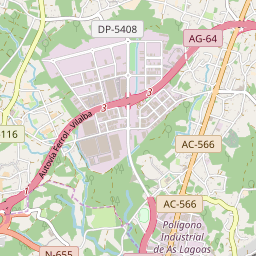 DP-5408
AG-64
3
3
116
Autovía Ferrol - Vilalba
AC-566
1
AC-566
Polígono
Industrial
de As Lagoas
N-655